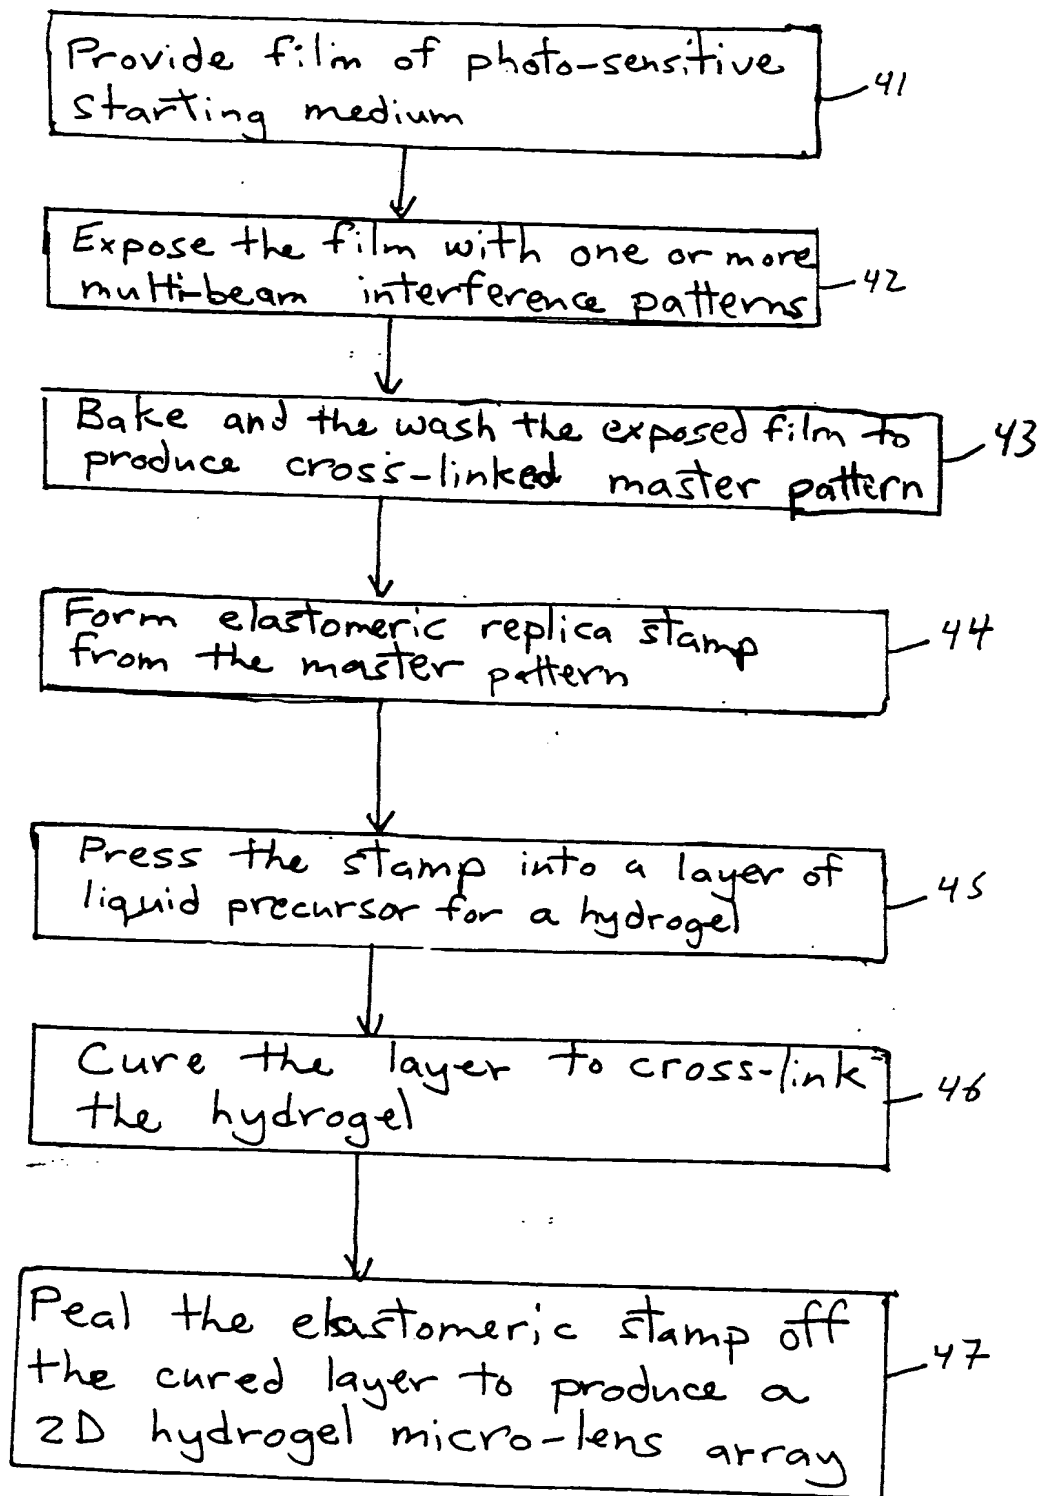 Provide film of photo-sensitive
starting medium
41
Expose the film with one or more
multi-beam interference patterns
42
Bake and the wash the exposed film to
produce cross-linked master pattern
43
Form elastomeric replica stamp
from the master pattern
44
Press the stamp into a layer of
liquid precursor for a hydrogel
45
Cure the layer to cross-link
the hydrogel
46
Peal the elastomeric stamp off
the cured layer to produce a
2D hydrogel micro-lens array
47